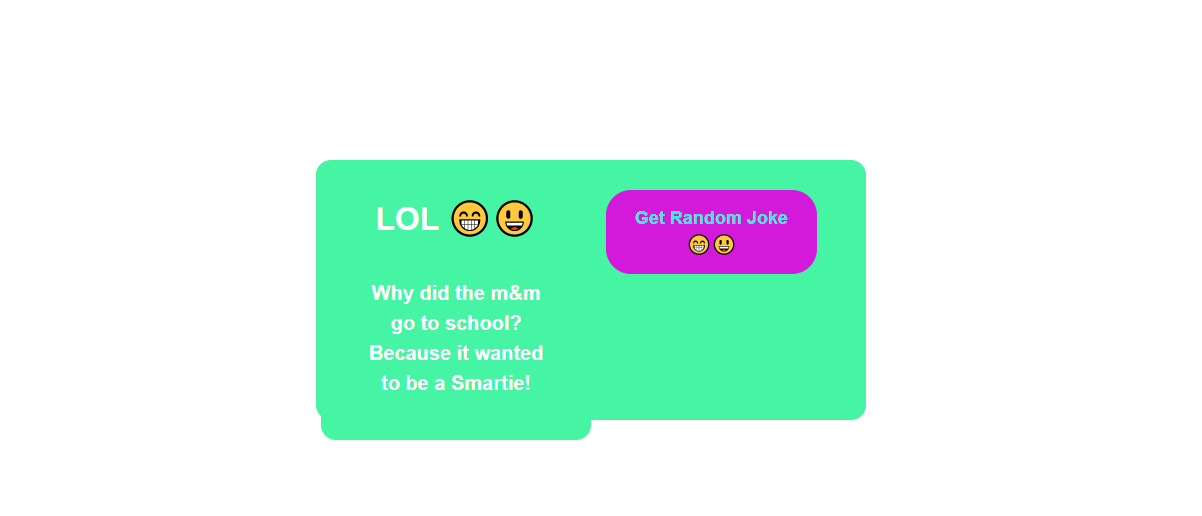 LOL 😁😃
Why did the m&m
go to school?
Because it wanted
to be a Smartie!
Get Random Joke
😁😃